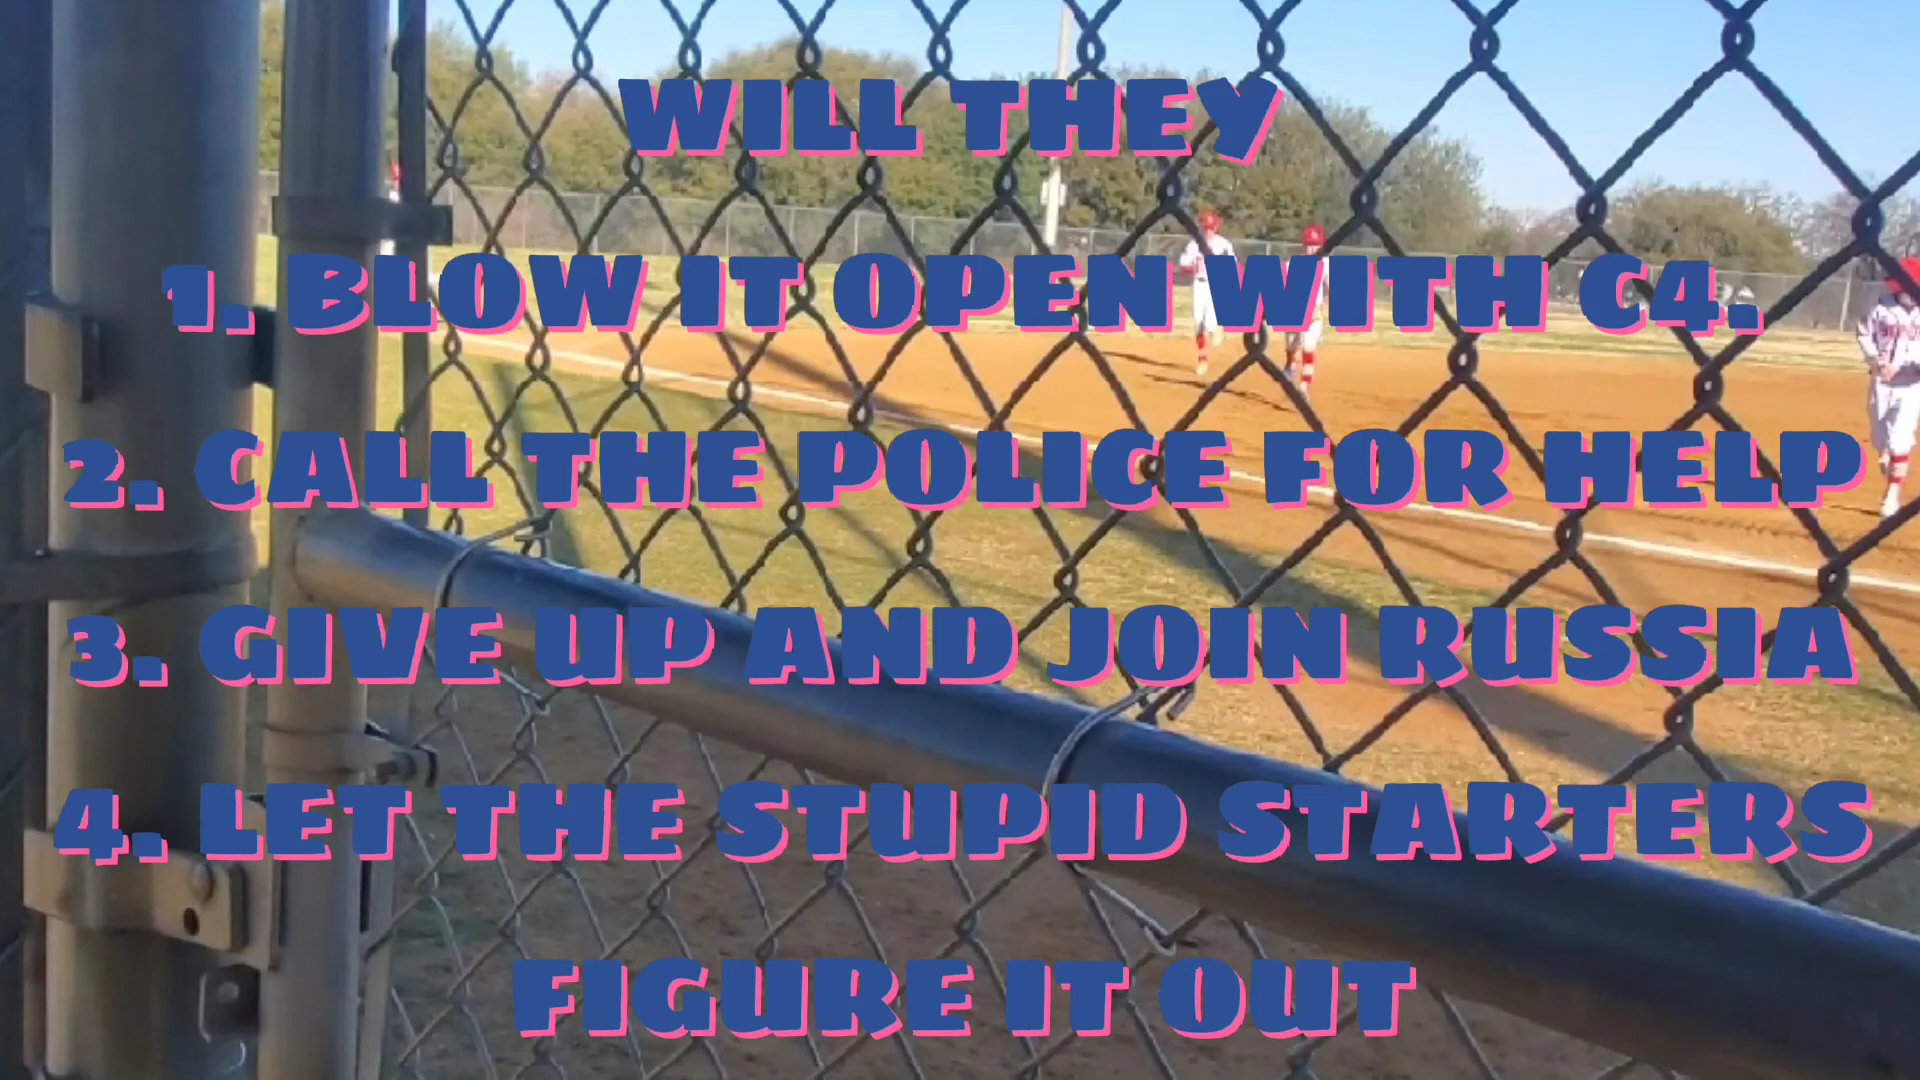 WILL THEY
1. BLOW IT OPEN WITH C4.
2. CALL THE POLICE FOR HELP
3. GIVE UP AND JOIN RUSSIA
4. LET THE STUPID STARTERS
FIGURE IT OUT